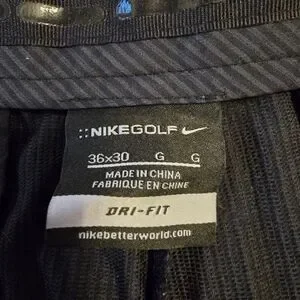 ::NIKEGOLF
36x30 G G
MADE IN CHINA
FABRIQUE EN CHINE
DRI-FIT
nikebetterworld.com